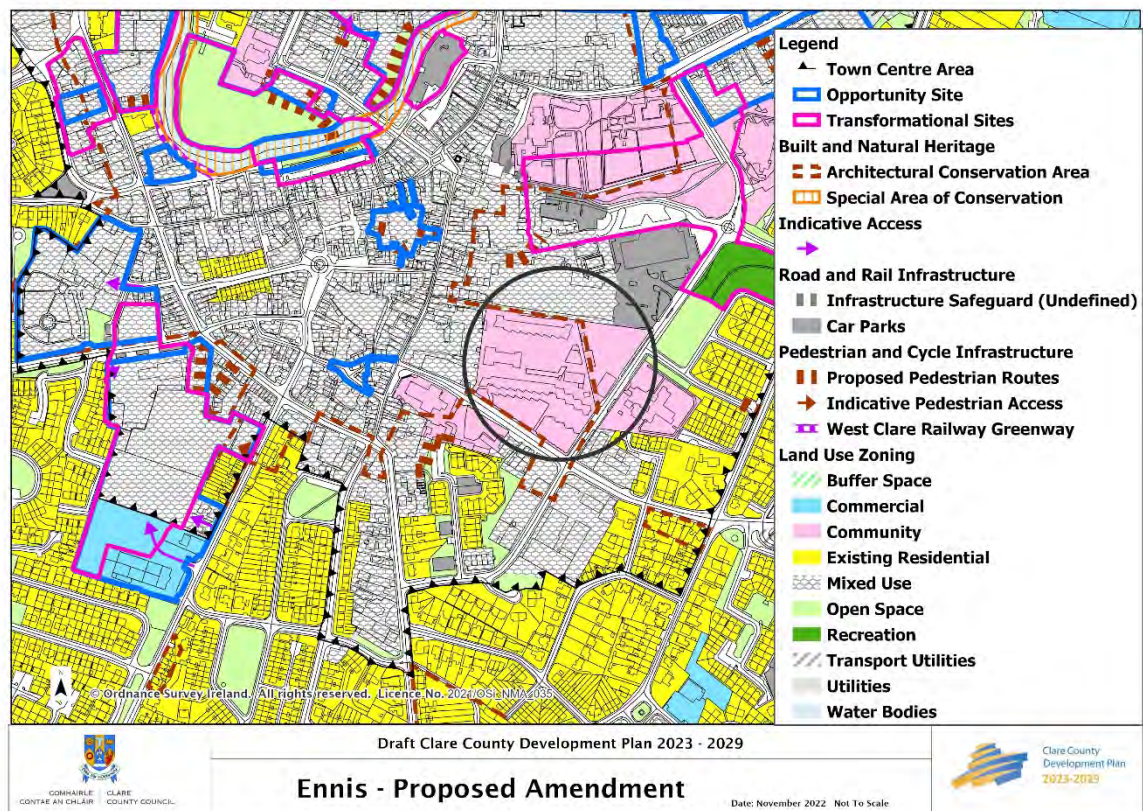 Legend
Town Centre Area
Opportunity Site
Transformational Sites
Built and Natural Heritage
Architectural Conservation Area
Special Area of Conservation
Indicative Access
Road and Rail Infrastructure
Infrastructure Safeguard (Undefined)
Car Parks
Pedestrian and Cycle Infrastructure
Proposed Pedestrian Routes
Indicative Pedestrian Access
West Clare Railway Greenway
Land Use Zoning
Buffer Space
Commercial
Community
Existing Residential
Mixed Use
Open Space
Recreation
Transport Utilities
Utilities
Water Bodies
© Ordnance Survey Ireland. All rights reserved. Licence No. 2021/OSi_NMA_035
COMHAIRLE CONTAE AN CHLÁIR
CLARE COUNTY COUNCIL
Draft Clare County Development Plan 2023 - 2029
Ennis - Proposed Amendment
Date: November 2022 Not To Scale
Clare County
Development Plan
2023-2029